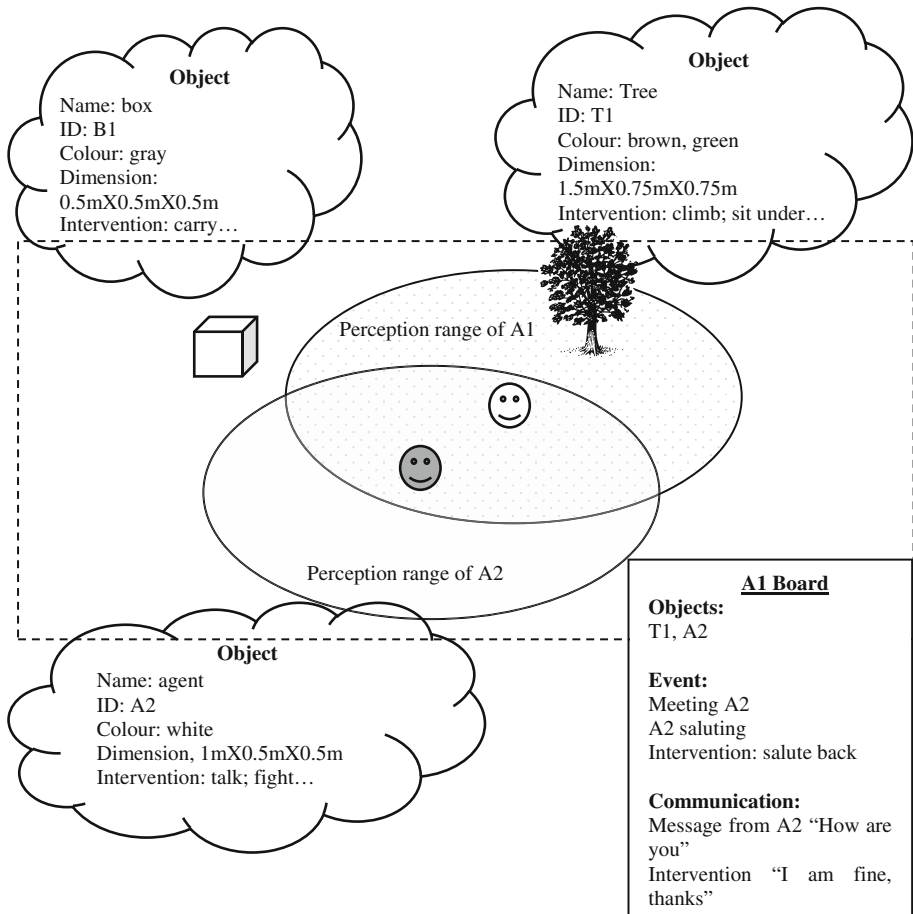 Object
Name: box
ID: B1
Colour: gray
Dimension:
0.5mX0.5mX0.5m
Intervention: carry…
Object
Name: Tree
ID: T1
Colour: brown, green
Dimension:
1.5mX0.75mX0.75m
Intervention: climb; sit under…
Perception range of A1
Perception range of A2
Object
Name: agent
ID: A2
Colour: white
Dimension, 1mX0.5mX0.5m
Intervention: talk; fight…
A1 Board
Objects:
T1, A2
Event:
Meeting A2
A2 saluting
Intervention: salute back
Communication:
Message from A2 “How are
you”
Intervention “I am fine,
thanks”